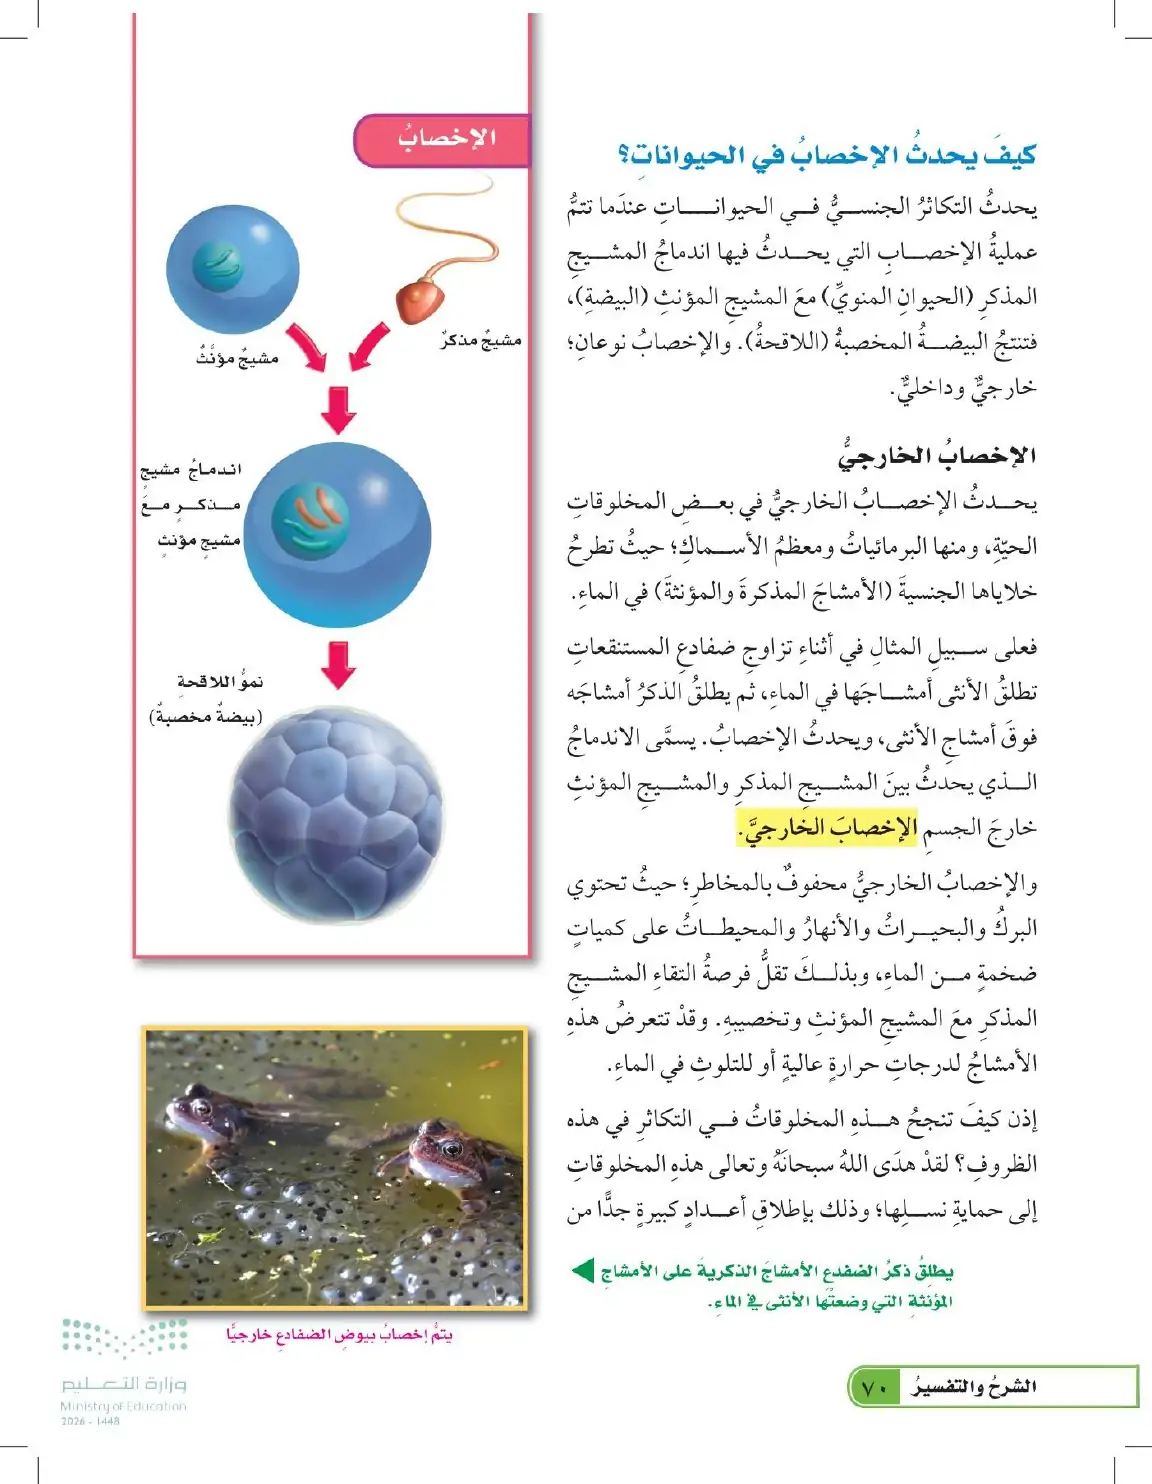 كيفَ يحدثُ الإخصابُ في الحيواناتِ؟
يحدثُ التكاثرُ الجنسيُّ في الحيواناتِ عندَما تتمُّ
عمليةُ الإخصابِ التي يحدثُ فيها اندماجُ المشيجِ
المذكرِ (الحيوانِ المنويِّ) معَ المشيجِ المؤنثِ (البيضةِ)،
فتنتجُ البيضةُ المخصبةُ (اللاقحةُ). والإخصابُ نوعانِ؛
خارجيٌّ وداخليٌّ.
الإخصابُ الخارجيُّ
يحدثُ الإخصابُ الخارجيُّ في بعضِ المخلوقاتِ
الحيّةِ، ومنها البرمائياتُ ومعظمُ الأسماكِ؛ حيثُ تطرحُ
خلاياها الجنسيةَ (الأمشاجَ المذكرةَ والمؤنثةَ) في الماءِ.
فعلى سبيلِ المثالِ في أثناءِ تزاوجِ ضفادعِ المستنقعاتِ
تطلقُ الأنثى أمشاجَها في الماءِ، ثم يطلقُ الذكرُ أمشاجَه
فوقَ أمشاجِ الأنثى، ويحدثُ الإخصابُ. يسمَّى الاندماجُ
الذي يحدثُ بينَ المشيجِ المذكرِ والمشيجِ المؤنثِ
خارجَ الجسمِ الإخصابَ الخارجيَّ.
والإخصابُ الخارجيُّ محفوفٌ بالمخاطرِ؛ حيثُ تحتوي
البركُ والبحيراتُ والأنهارُ والمحيطاتُ على كمياتٍ
ضخمةٍ من الماءِ، وبذلكَ تقلُّ فرصةُ التقاءِ المشيجِ
المذكرِ معَ المشيجِ المؤنثِ وتخصيبهِ. وقدْ تتعرضُ هذهِ
الأمشاجُ لدرجاتِ حرارةٍ عاليةٍ أو للتلوثِ في الماءِ.
إذن كيفَ تنجحُ هذهِ المخلوقاتُ في التكاثرِ في هذه
الظروفِ؟ لقدْ هدَى اللهُ سبحانَهُ وتعالى هذهِ المخلوقاتِ
إلى حمايةِ نسلِها؛ وذلك بإطلاقِ أعدادٍ كبيرةٍ جدًّا من
يطلقُ ذكرُ الضفدعِ الأمشاجَ الذكريةَ على الأمشاجِ ◀
المؤنثةِ التي وضعتْها الأنثى في الماءِ.
الإخصابُ
مشيجٌ مذكرٌ
مشيجٌ مؤنَّثٌ
اندماجُ مشيجٍ
مذكرٍ معَ
مشيجٍ مؤنثٍ
نموُّ اللاقحةِ
(بيضةٌ مخصبةٌ)
يتمُّ إخصابُ بيوضِ الضفادعِ خارجيًّا
وزارة التعليم
Ministry of Education
2026 - 1448
الشرحُ والتفسيرُ ٧٠